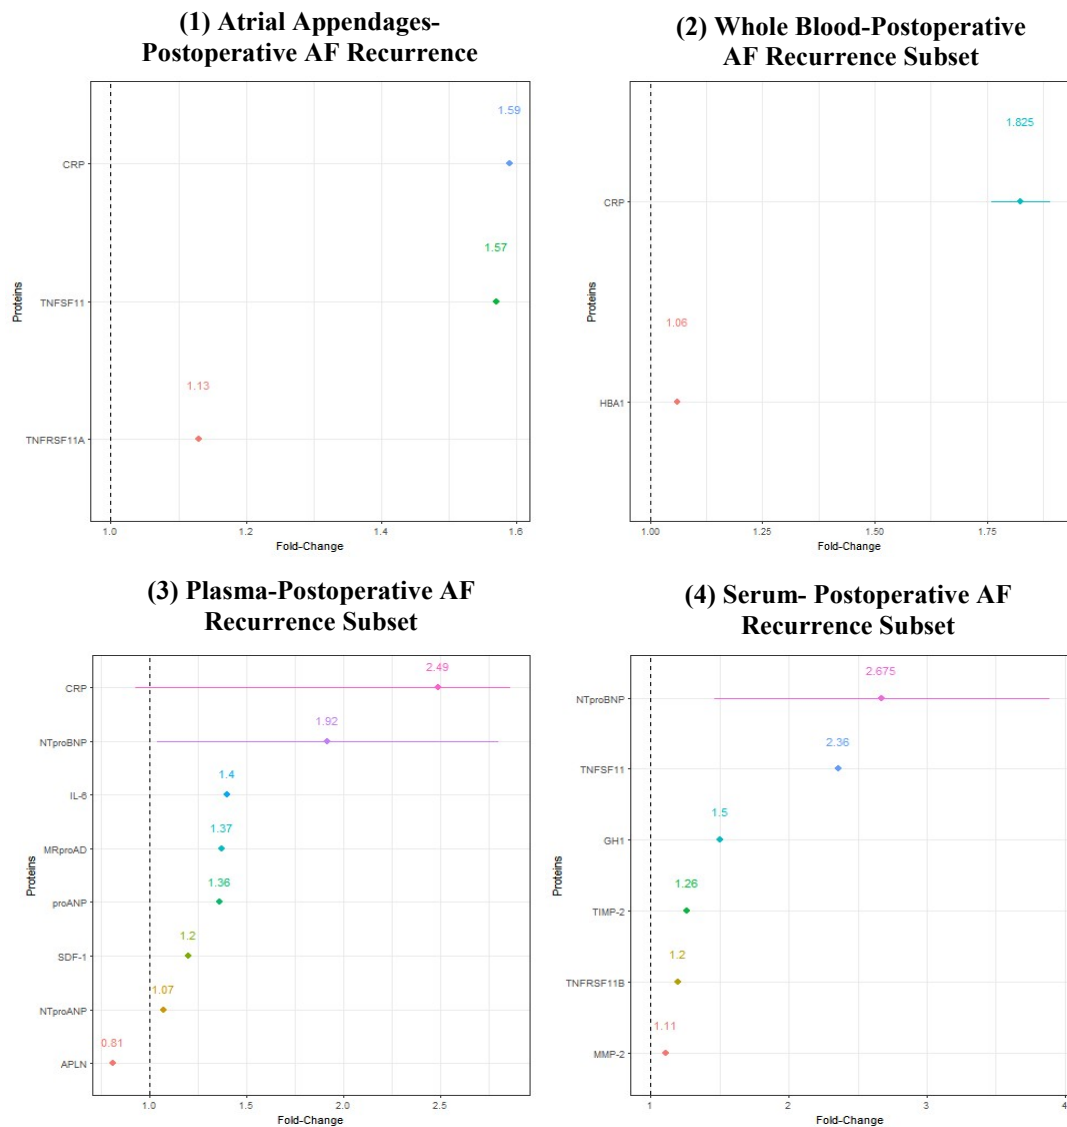 (1) Atrial Appendages-
Postoperative AF Recurrence
1.59
CRP
1.57
TNFSF11
1.13
TNFRSF11A
Proteins
1.0 1.2 1.4 1.6
Fold-Change
(2) Whole Blood-Postoperative
AF Recurrence Subset
1.825
CRP
1.06
HBA1
Proteins
1.00 1.25 1.50 1.75
Fold-Change
(3) Plasma-Postoperative AF
Recurrence Subset
2.49
CRP
1.92
NTproBNP
1.4
IL-6
1.37
MRproAD
1.36
proANP
1.2
SDF-1
1.07
NTproANP
0.81
APLN
Proteins
1.0 1.5 2.0 2.5
Fold-Change
(4) Serum- Postoperative AF
Recurrence Subset
2.675
NTproBNP
2.36
TNFSF11
1.5
GH1
1.26
TIMP-2
1.2
TNFRSF11B
1.11
MMP-2
Proteins
1 2 3 4
Fold-Change